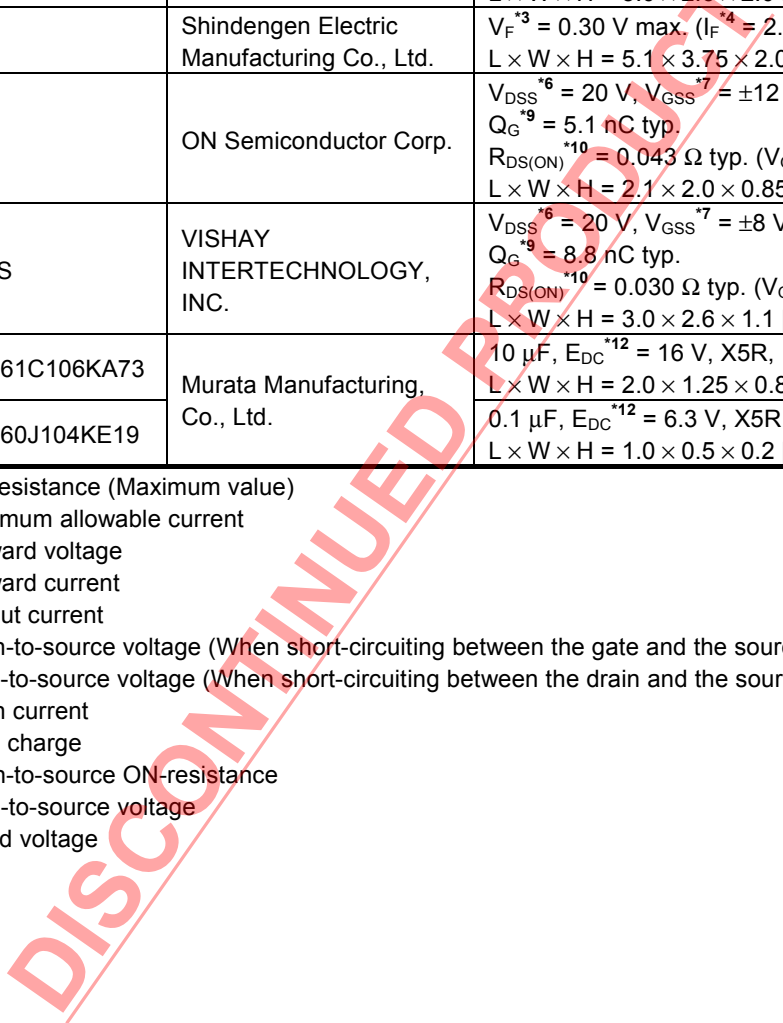 Shindengen Electric
Manufacturing Co., Ltd.
V_F*3 = 0.30 V max. (I_F*4 = 2.
L × W × H = 5.1 × 3.75 × 2.0
ON Semiconductor Corp.
V_DSS*6 = 20 V, V_GSS*7 = ±12
Q_G*9 = 5.1 nC typ.
R_DS(ON)*10 = 0.043 Ω typ. (V
L × W × H = 2.1 × 2.0 × 0.85
S
VISHAY
INTERTECHNOLOGY,
INC.
V_DSS*6 = 20 V, V_GSS*7 = ±8 V
Q_G*9 = 8.8 nC typ.
R_DS(ON)*10 = 0.030 Ω typ. (V
L × W × H = 3.0 × 2.6 × 1.1
61C106KA73
Murata Manufacturing,
Co., Ltd.
10 μF, E_DC*12 = 16 V, X5R,
L × W × H = 2.0 × 1.25 × 0.8
60J104KE19
0.1 μF, E_DC*12 = 6.3 V, X5R
L × W × H = 1.0 × 0.5 × 0.2
esistance (Maximum value)
mum allowable current
ard voltage
ard current
ut current
n-to-source voltage (When short-circuiting between the gate and the sour
-to-source voltage (When short-circuiting between the drain and the sour
n current
charge
n-to-source ON-resistance
-to-source voltage
d voltage
DISCONTINUED PRODUCT